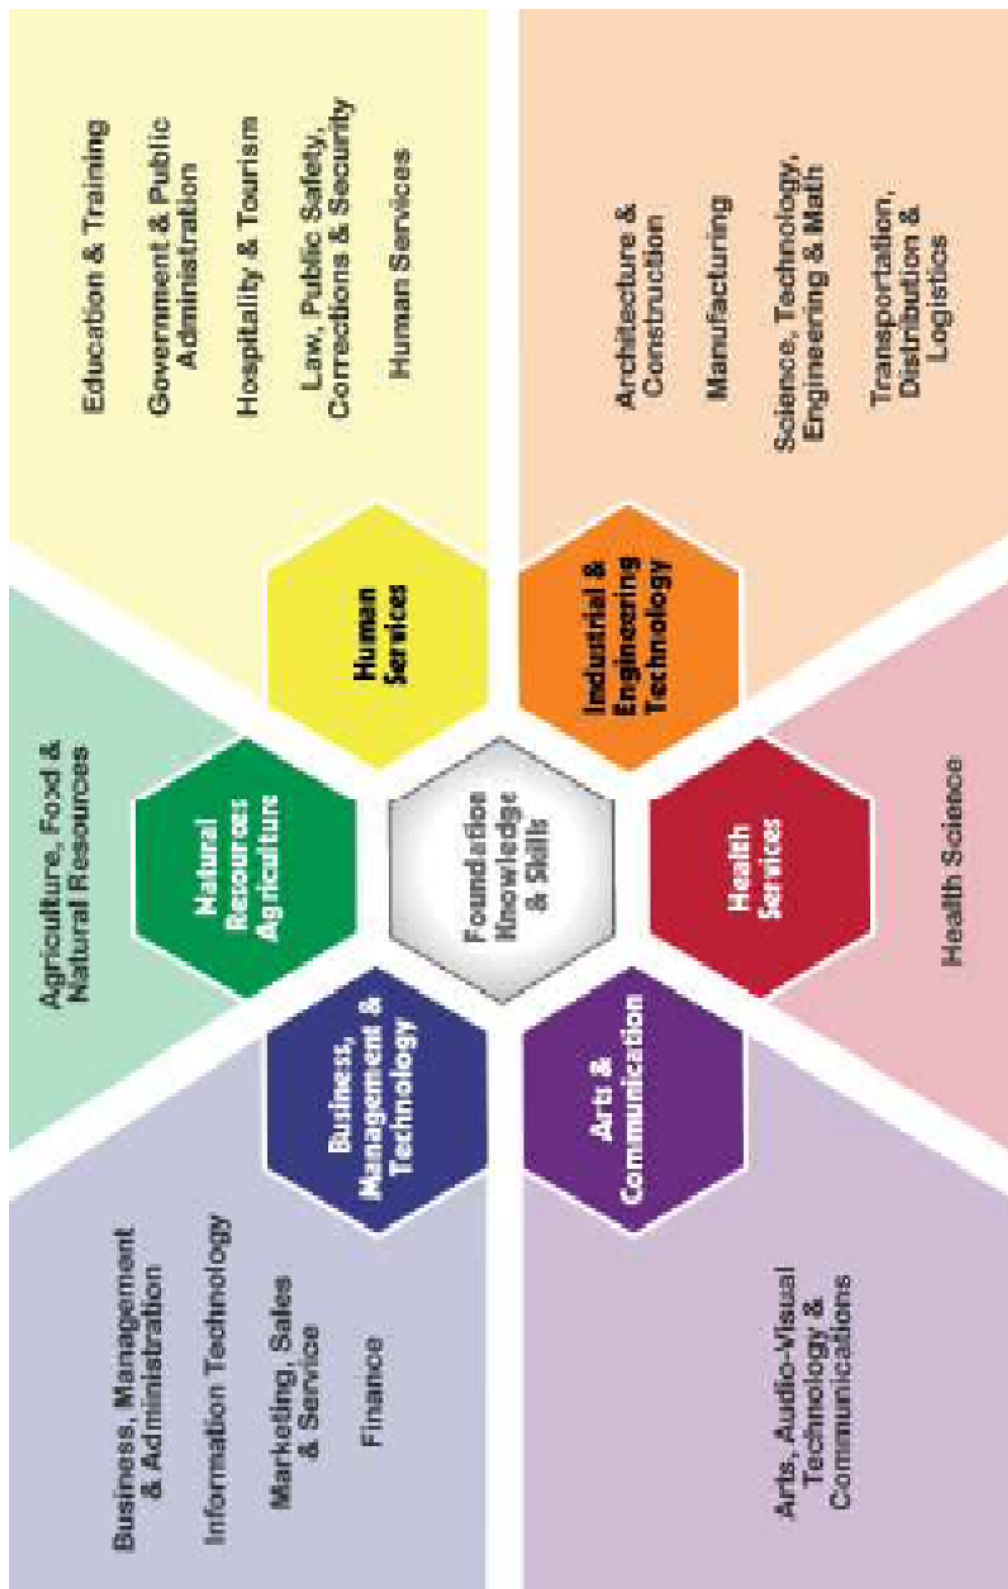 Agriculture, Food &
Natural Resources
Business, Management
& Administration
Information Technology
Marketing, Sales
& Service
Finance
Education & Training
Government & Public
Administration
Hospitality & Tourism
Law, Public Safety,
Corrections & Security
Human Services
Natural
Resources
Agriculture
Business,
Management &
Technology
Human
Services
Foundation
Knowledge
& Skills
Arts &
Communication
Industrial &
Engineering
Technology
Health
Services
Arts, Audio-Visual
Technology &
Communications
Architecture &
Construction
Manufacturing
Science, Technology,
Engineering & Math
Transportation,
Distribution &
Logistics
Health Science